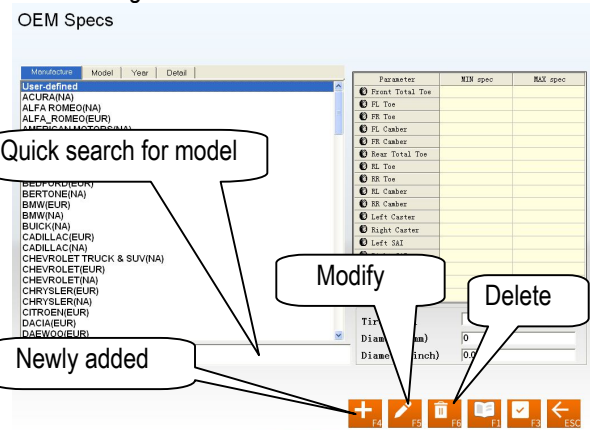 OEM Specs
Manufacture Model Year Detail
User-defined
ACURA(NA)
ALFA ROMEO(NA)
ALFA_ROMEO(EUR)
AMERICAN MOTORS(NA)
Quick search for model
BEDFORD(EUR)
BERTONE(NA)
BMW(EUR)
BMW(NA)
BUICK(NA)
CADILLAC(EUR)
CADILLAC(NA)
CHEVROLET TRUCK & SUV(NA)
CHEVROLET(EUR)
CHEVROLET(NA)
CHRYSLER(EUR)
CHRYSLER(NA)
CITROEN(EUR)
DACIA(EUR)
DAEWOO(EUR)
Newly added
Parameter MIN spec MAX spec
Front Total Toe
FL Toe
FR Toe
FL Camber
FR Camber
Rear Total Toe
RL Toe
RR Toe
RL Camber
RR Camber
Left Caster
Right Caster
Left SAI
Modify
Delete
0
F4 F5 F6 F1 F3 ESC